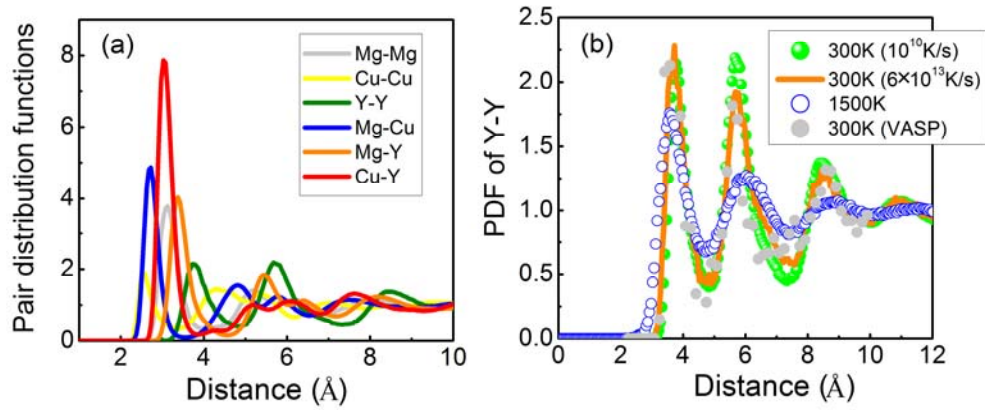 (a)
Mg-Mg
Cu-Cu
Y-Y
Mg-Cu
Mg-Y
Cu-Y
Pair distribution functions
8
6
4
2
0
2 4 6 8 10
Distance (Å)
(b)
300K (10¹⁰K/s)
300K (6×10¹³K/s)
1500K
300K (VASP)
PDF of Y-Y
2.5
2.0
1.5
1.0
0.5
0.0
0 2 4 6 8 10 12
Distance (Å)